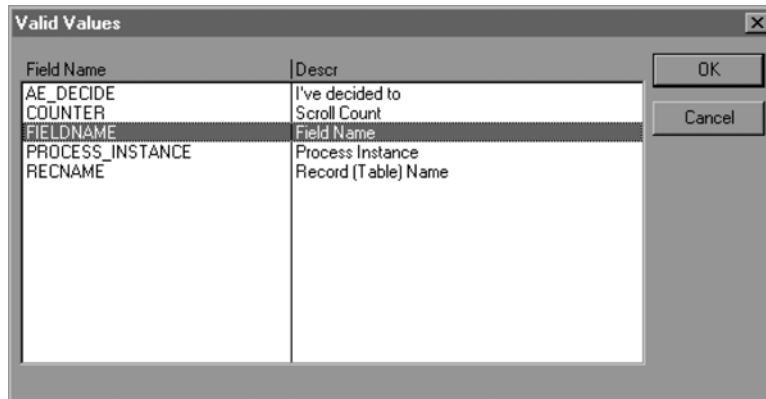 Valid Values
Field Name Descr
OK
AE_DECIDE I've decided to
COUNTER Scroll Count
Cancel
FIELDNAME Field Name
PROCESS_INSTANCE Process Instance
RECNAME Record (Table) Name